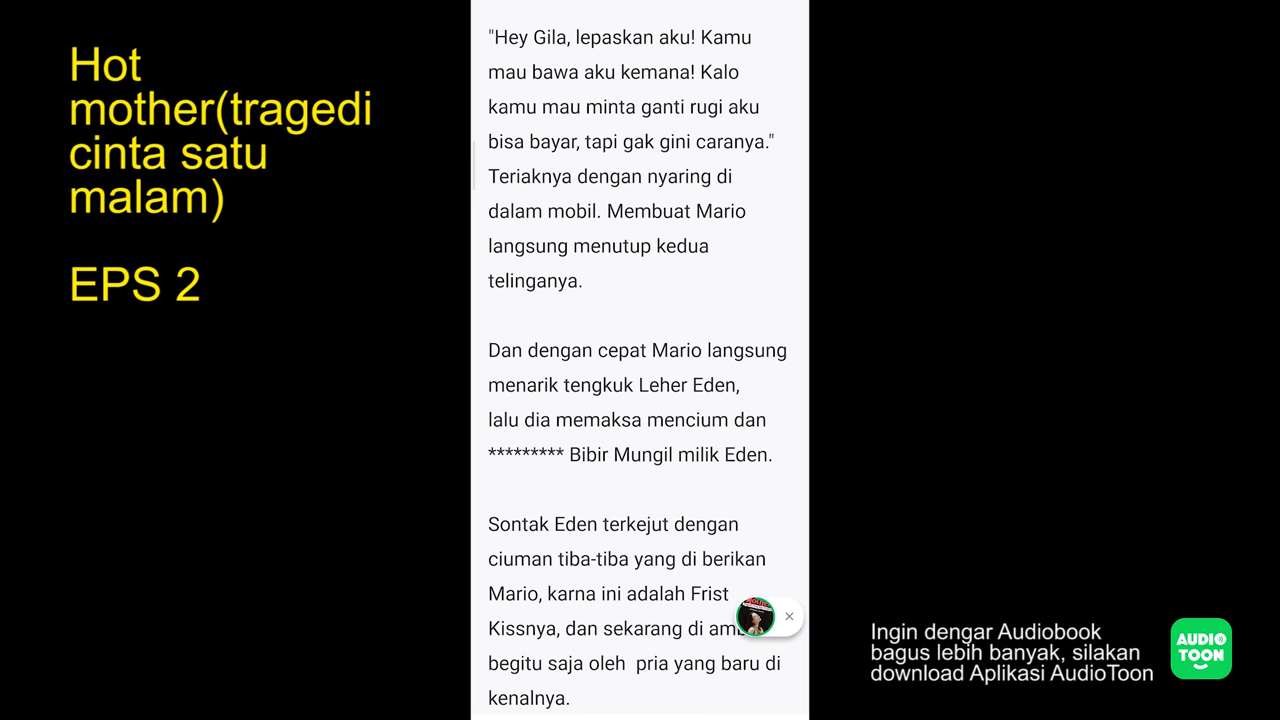 Hot
mother(tragedi
cinta satu
malam)
EPS 2
"Hey Gila, lepaskan aku! Kamu
mau bawa aku kemana! Kalo
kamu mau minta ganti rugi aku
bisa bayar, tapi gak gini caranya."
Teriaknya dengan nyaring di
dalam mobil. Membuat Mario
langsung menutup kedua
telinganya.
Dan dengan cepat Mario langsung
menarik tengkuk Leher Eden,
lalu dia memaksa mencium dan
********* Bibir Mungil milik Eden.
Sontak Eden terkejut dengan
ciuman tiba-tiba yang di berikan
Mario, karna ini adalah Frist
Kissnya, dan sekarang di
begitu saja oleh  pria yang baru di
kenalnya.
Ingin dengar Audiobook
bagus lebih banyak, silakan
download Aplikasi AudioToon
AUDIO
TOON